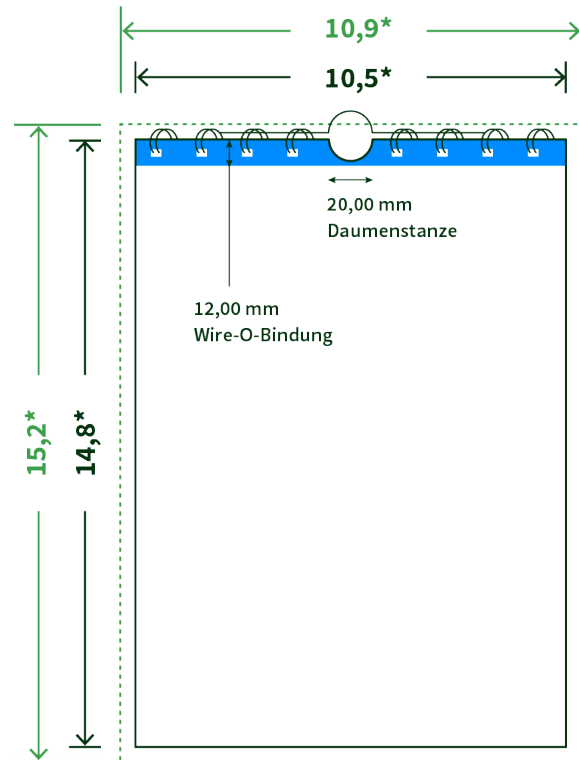 10,9*
10,5*
20,00 mm
Daumenstanze
12,00 mm
Wire-O-Bindung
15,2*
14,8*